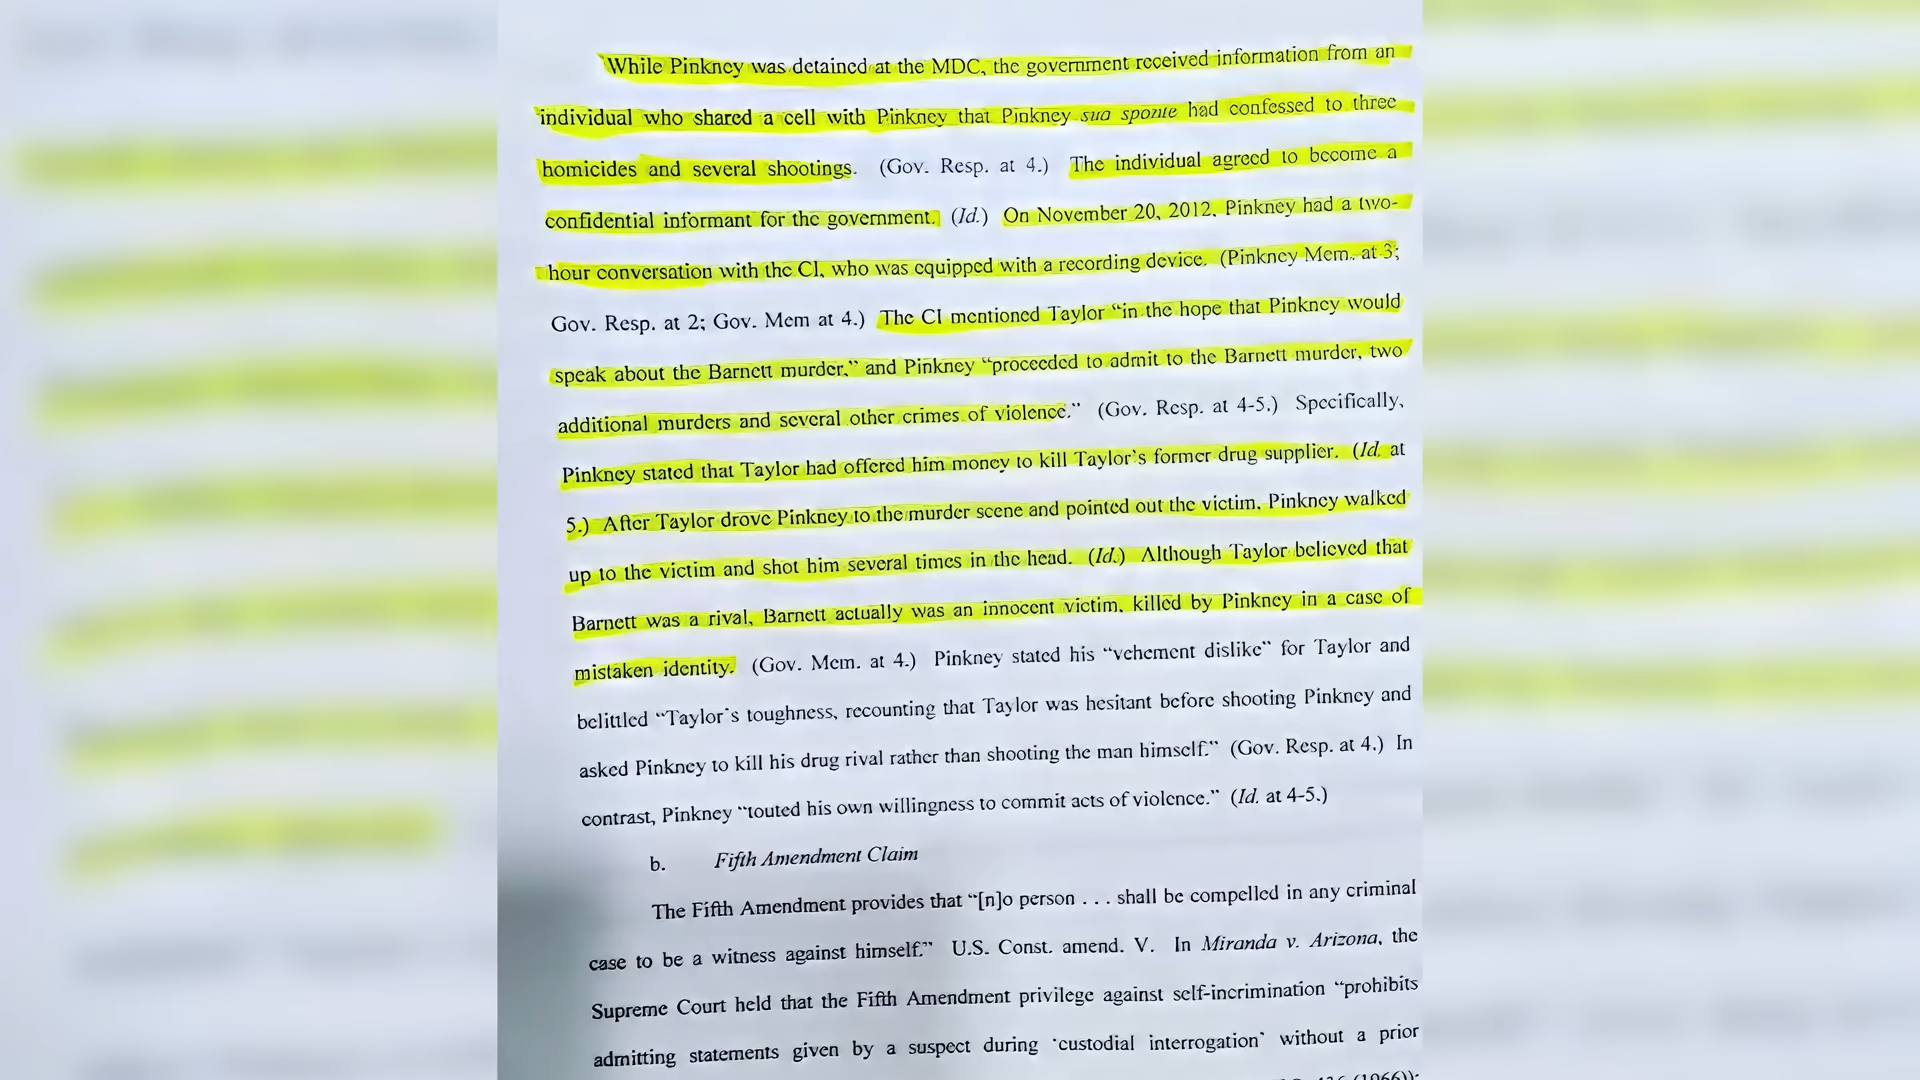 While Pinkney was detained at the MDC, the government received information from an
individual who shared a cell with Pinkney that Pinkney sua sponte had confessed to three
homicides and several shootings. (Gov. Resp. at 4.) The individual agreed to become a
confidential informant for the government. (Id.) On November 20, 2012, Pinkney had a two-
hour conversation with the CI, who was equipped with a recording device. (Pinkney Mem. at 3;
Gov. Resp. at 2; Gov. Mem at 4.) The CI mentioned Taylor “in the hope that Pinkney would
speak about the Barnett murder,” and Pinkney “proceeded to admit to the Barnett murder, two
additional murders and several other crimes of violence.” (Gov. Resp. at 4-5.) Specifically,
Pinkney stated that Taylor had offered him money to kill Taylor’s former drug supplier. (Id. at
5.) After Taylor drove Pinkney to the murder scene and pointed out the victim, Pinkney walked
up to the victim and shot him several times in the head. (Id.) Although Taylor believed that
Barnett was a rival, Barnett actually was an innocent victim, killed by Pinkney in a case of
mistaken identity. (Gov. Mem. at 4.) Pinkney stated his “vehement dislike” for Taylor and
belittled “Taylor’s toughness, recounting that Taylor was hesitant before shooting Pinkney and
asked Pinkney to kill his drug rival rather than shooting the man himself.” (Gov. Resp. at 4.) In
contrast, Pinkney “touted his own willingness to commit acts of violence.” (Id. at 4-5.)
b. Fifth Amendment Claim
The Fifth Amendment provides that “[n]o person . . . shall be compelled in any criminal
case to be a witness against himself.” U.S. Const. amend. V. In Miranda v. Arizona, the
Supreme Court held that the Fifth Amendment privilege against self-incrimination “prohibits
admitting statements given by a suspect during ‘custodial interrogation’ without a prior
(1966)):